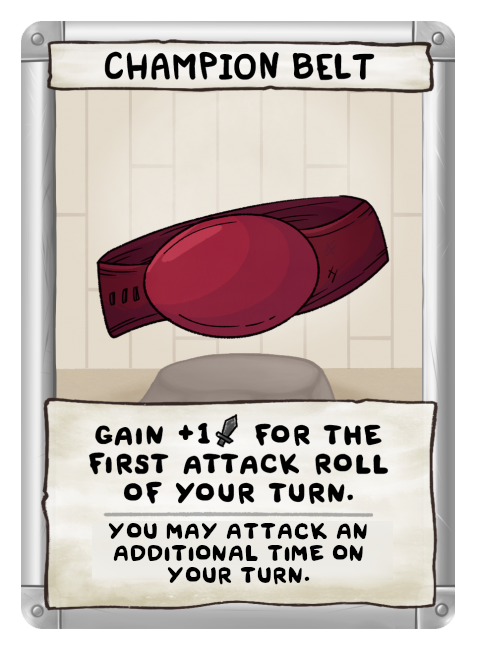 CHAMPION BELT
GAIN +1 FOR THE
FIRST ATTACK ROLL
OF YOUR TURN.
YOU MAY ATTACK AN
ADDITIONAL TIME ON
YOUR TURN.